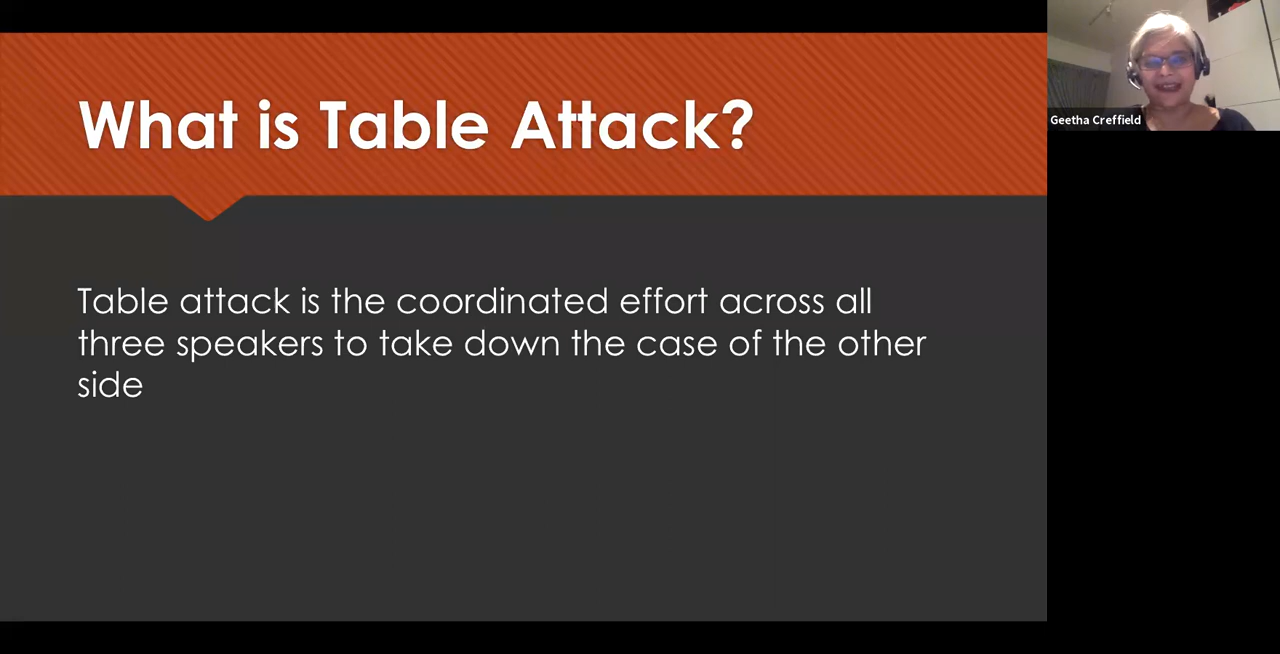 What is Table Attack?
Geetha Creffield
Table attack is the coordinated effort across all
three speakers to take down the case of the other
side